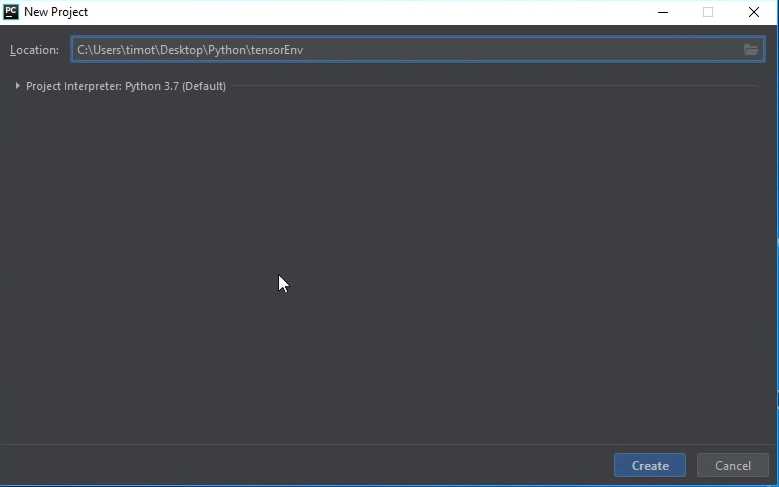 PC New Project
Location: C:\Users\timot\Desktop\Python\tensorEnv
Project Interpreter: Python 3.7 (Default)
Create Cancel